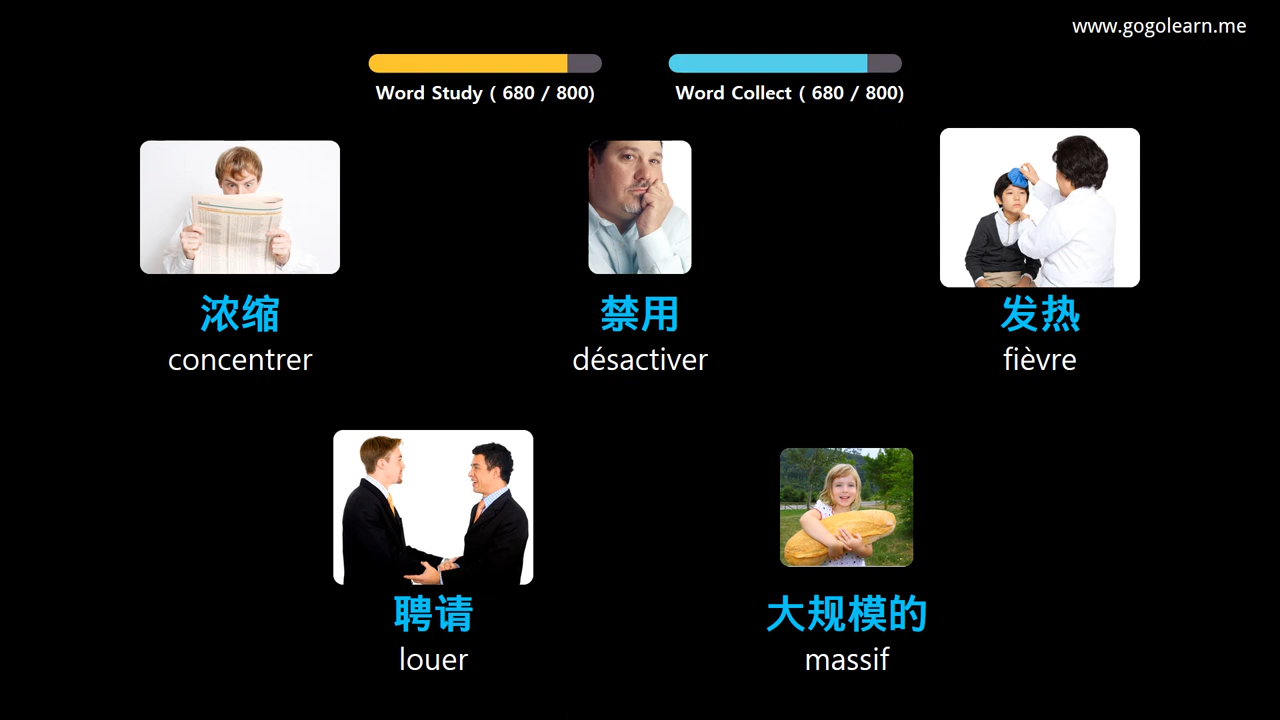 www.gogolearn.me
Word Study ( 680 / 800)
Word Collect ( 680 / 800)
浓缩
concentrer
禁用
désactiver
发热
fièvre
聘请
louer
大规模的
massif